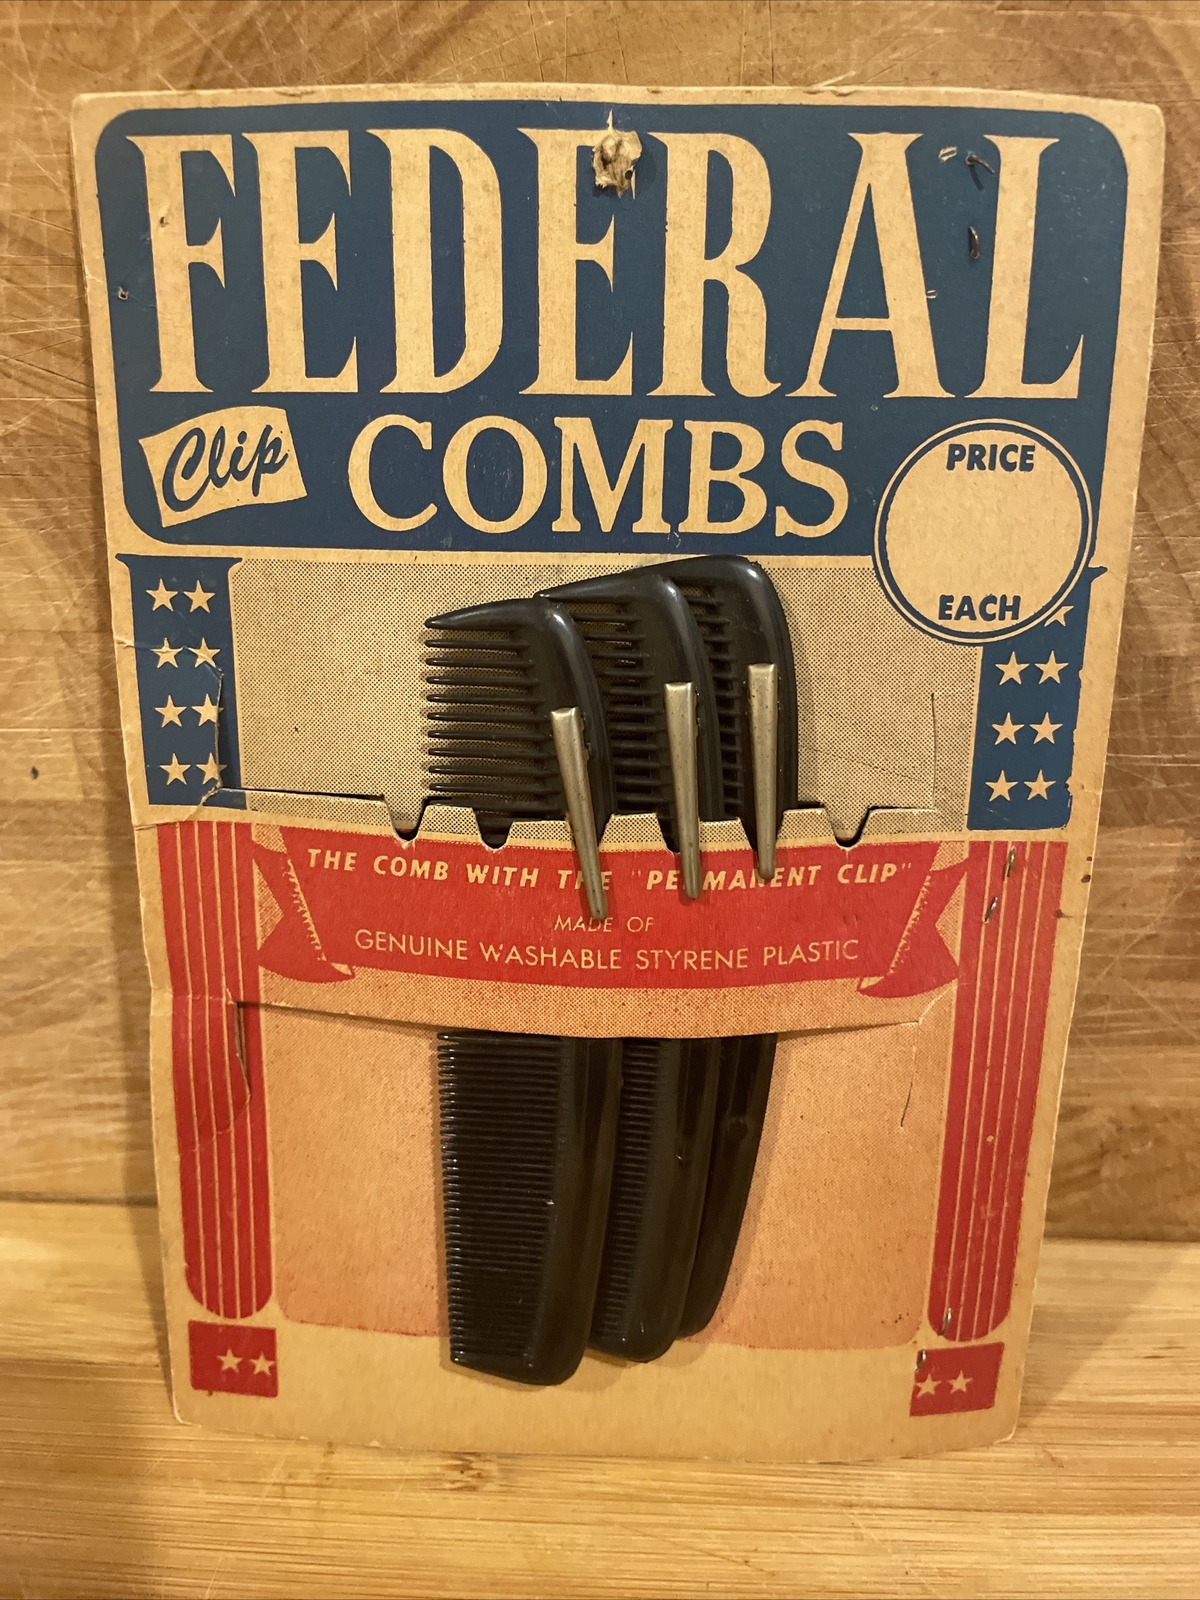 FEDERAL
Clip COMBS
PRICE
EACH
THE COMB WITH THE "PERMANENT CLIP"
MADE OF
GENUINE WASHABLE STYRENE PLASTIC